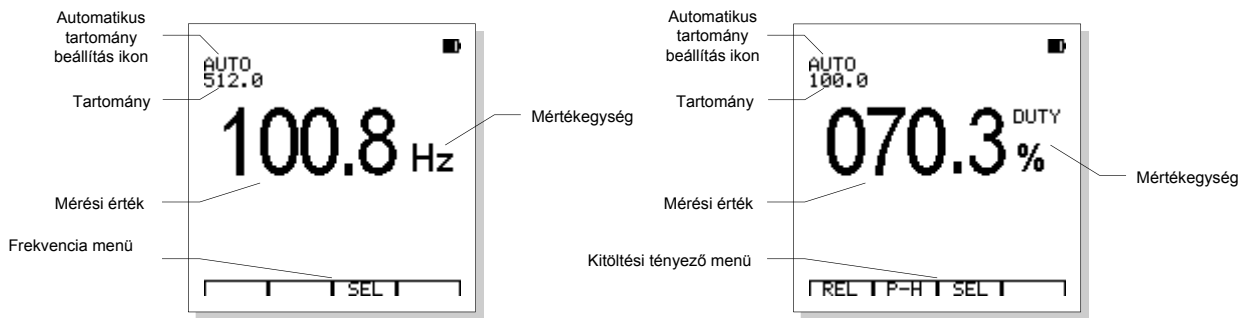 Automatikus
tartomány
beállítás ikon
AUTO
512.0
Tartomány
100.8 Hz
Mértékegység
Mérési érték
Frekvencia menü
SEL
Automatikus
tartomány
beállítás ikon
AUTO
100.0
Tartomány
070.3 %
DUTY
Mértékegység
Mérési érték
Kitöltési tényező menü
REL P-H SEL